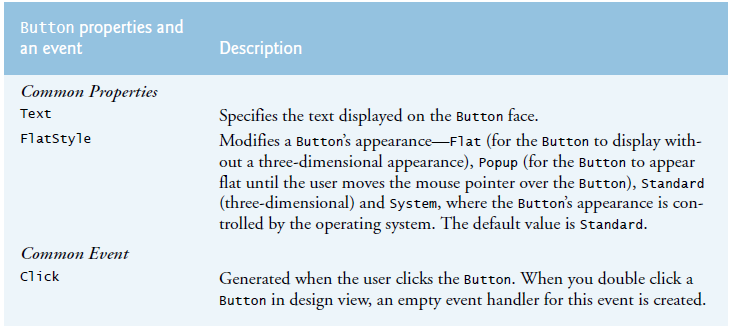 Button properties and
an event
Description
Common Properties
Text
Specifies the text displayed on the Button face.
FlatStyle
Modifies a Button’s appearance—Flat (for the Button to display with-
out a three-dimensional appearance), Popup (for the Button to appear
flat until the user moves the mouse pointer over the Button), Standard
(three-dimensional) and System, where the Button’s appearance is con-
trolled by the operating system. The default value is Standard.
Common Event
Click
Generated when the user clicks the Button. When you double click a
Button in design view, an empty event handler for this event is created.